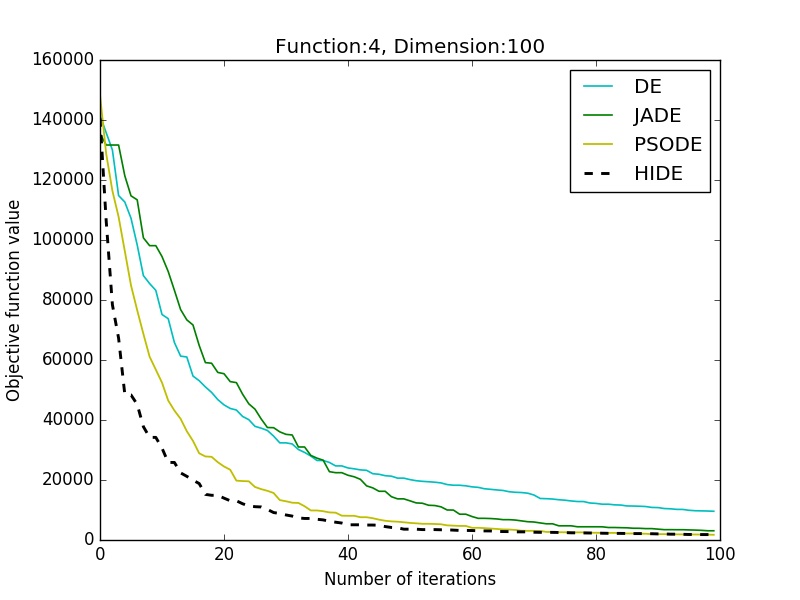 Function:4, Dimension:100
160000
140000
120000
100000
80000
60000
40000
20000
0
Objective function value
DE
JADE
PSODE
HIDE
0 20 40 60 80 100
Number of iterations